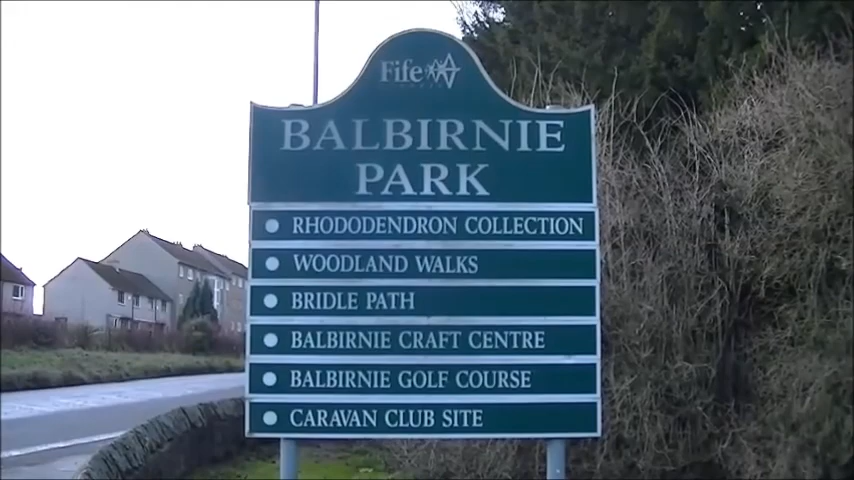 Fife
BALBIRNIE
PARK
RHODODENDRON COLLECTION
WOODLAND WALKS
BRIDLE PATH
BALBIRNIE CRAFT CENTRE
BALBIRNIE GOLF COURSE
CARAVAN CLUB SITE